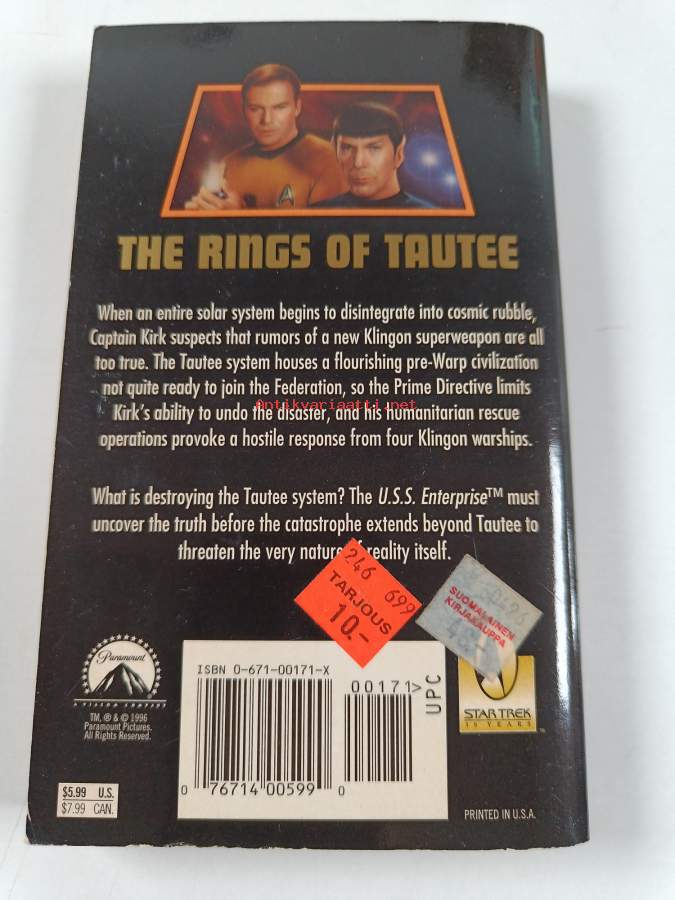 THE RINGS OF TAUTEE
When an entire solar system begins to disintegrate into cosmic rubble,
Captain Kirk suspects that rumors of a new Klingon superweapon are all
too true. The Tautee system houses a flourishing pre-Warp civilization
not quite ready to join the Federation, so the Prime Directive limits
Kirk's ability to undo the disaster, and his humanitarian rescue
operations provoke a hostile response from four Klingon warships.
Antikvariaatti.net
What is destroying the Tautee system? The U.S.S. Enterprise™ must
uncover the truth before the catastrophe extends beyond Tautee to
threaten the very nature reality itself.
246 699
TARJOUS
10.-
SUOMALAINEN
KIRJAKAUPPA
Paramount
A VIACOM COMPANY
TM, ® & © 1996
Paramount Pictures.
All Rights Reserved.
$5.99 U.S.
$7.99 CAN.
ISBN 0-671-00171-X
00171
UPC
0 76714 00599 0
STAR TREK
30 YEARS
PRINTED IN U.S.A.